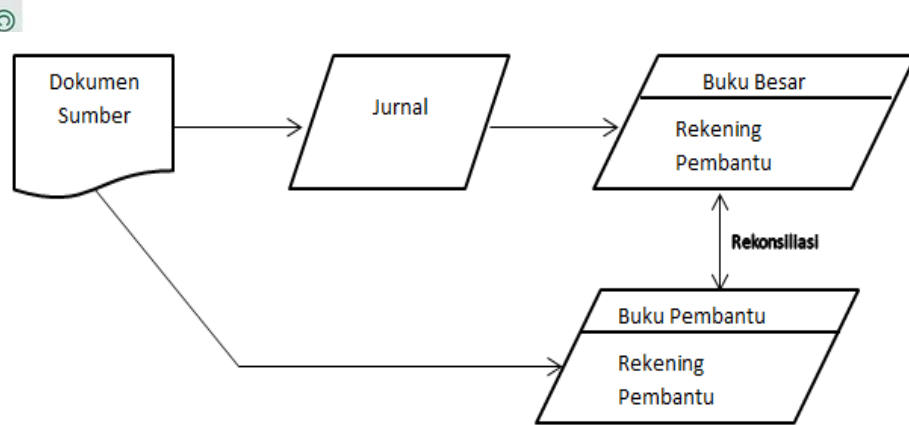 Dokumen
Sumber
Jurnal
Buku Besar
Rekening
Pembantu
Rekonsiliasi
Buku Pembantu
Rekening
Pembantu